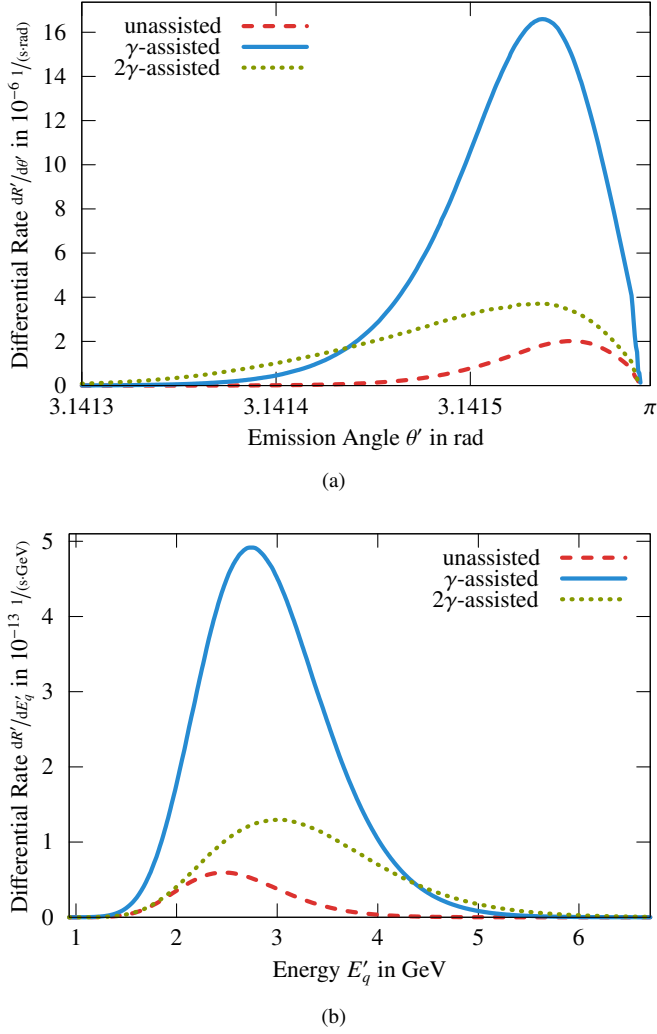 unassisted
γ-assisted
2γ-assisted
16
14
12
10
8
6
4
2
0
Differential Rate dR′/dθ′ in 10⁻⁶ 1/(s·rad)
3.1413 3.1414 3.1415 π
Emission Angle θ′ in rad
(a)
unassisted
γ-assisted
2γ-assisted
5
4
3
2
1
0
Differential Rate dR′/dE′q in 10⁻¹³ 1/(s·GeV)
1 2 3 4 5 6
Energy E′q in GeV
(b)